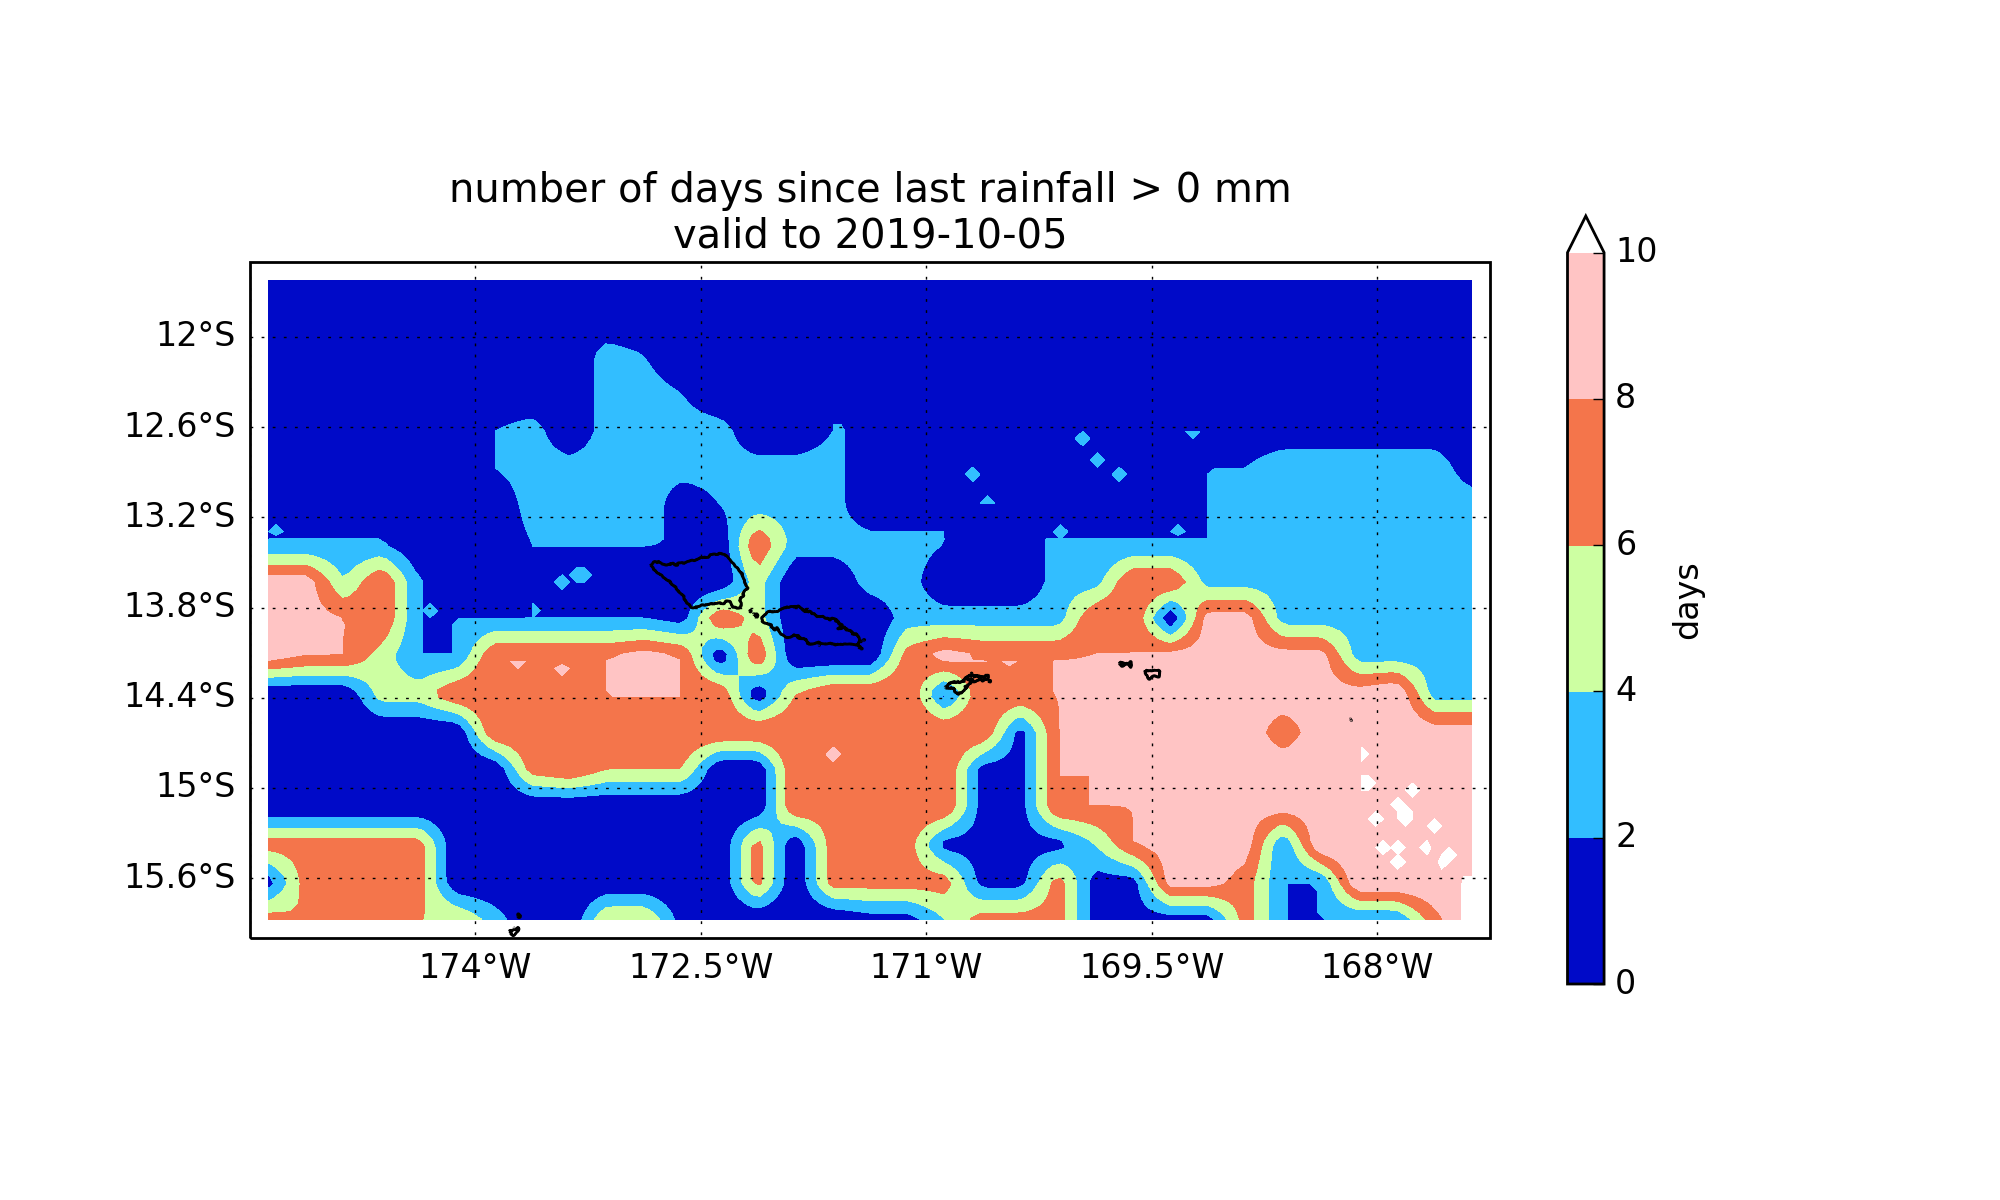 number of days since last rainfall > 0 mm
valid to 2019-10-05
12°S
12.6°S
13.2°S
13.8°S
14.4°S
15°S
15.6°S
174°W
172.5°W
171°W
169.5°W
168°W
10
8
6
4
2
0
days